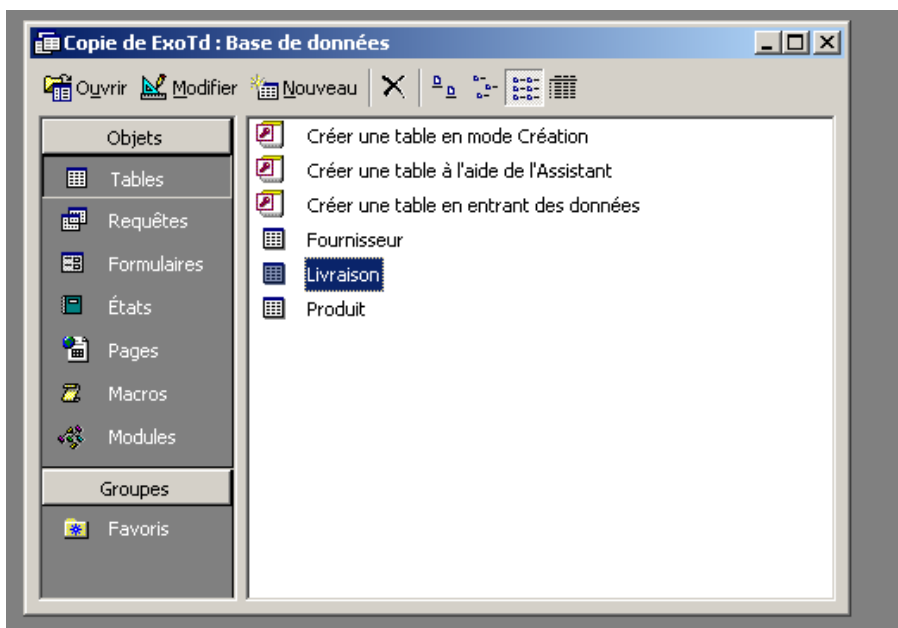 Copie de ExoTd : Base de données
Ouvrir Modifier Nouveau
Objets
Tables
Requêtes
Formulaires
États
Pages
Macros
Modules
Groupes
Favoris
Créer une table en mode Création
Créer une table à l'aide de l'Assistant
Créer une table en entrant des données
Fournisseur
Livraison
Produit